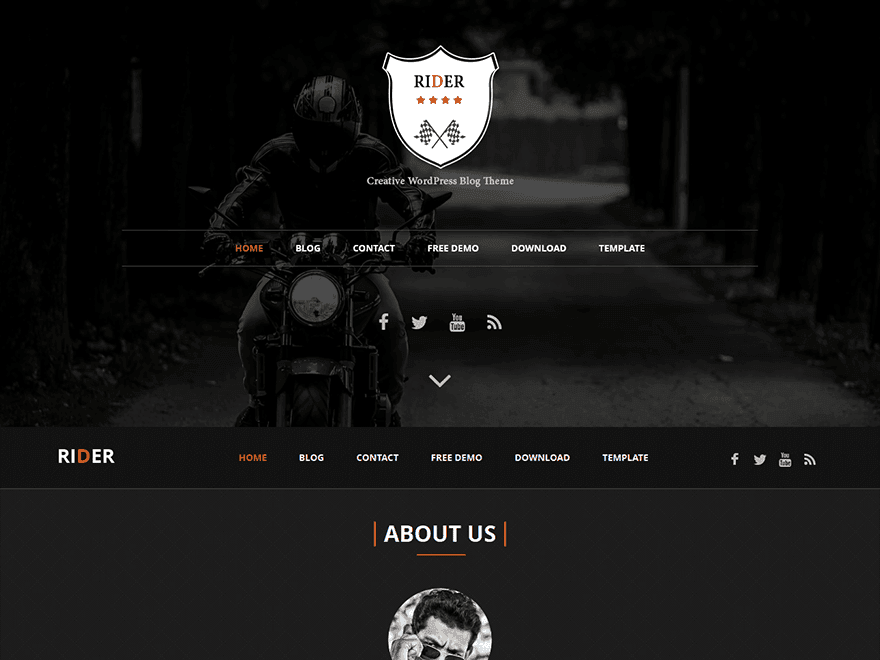 RIDER
Creative WordPress Blog Theme
HOME BLOG CONTACT FREE DEMO DOWNLOAD TEMPLATE
You Tube
RIDER HOME BLOG CONTACT FREE DEMO DOWNLOAD TEMPLATE You Tube
ABOUT US